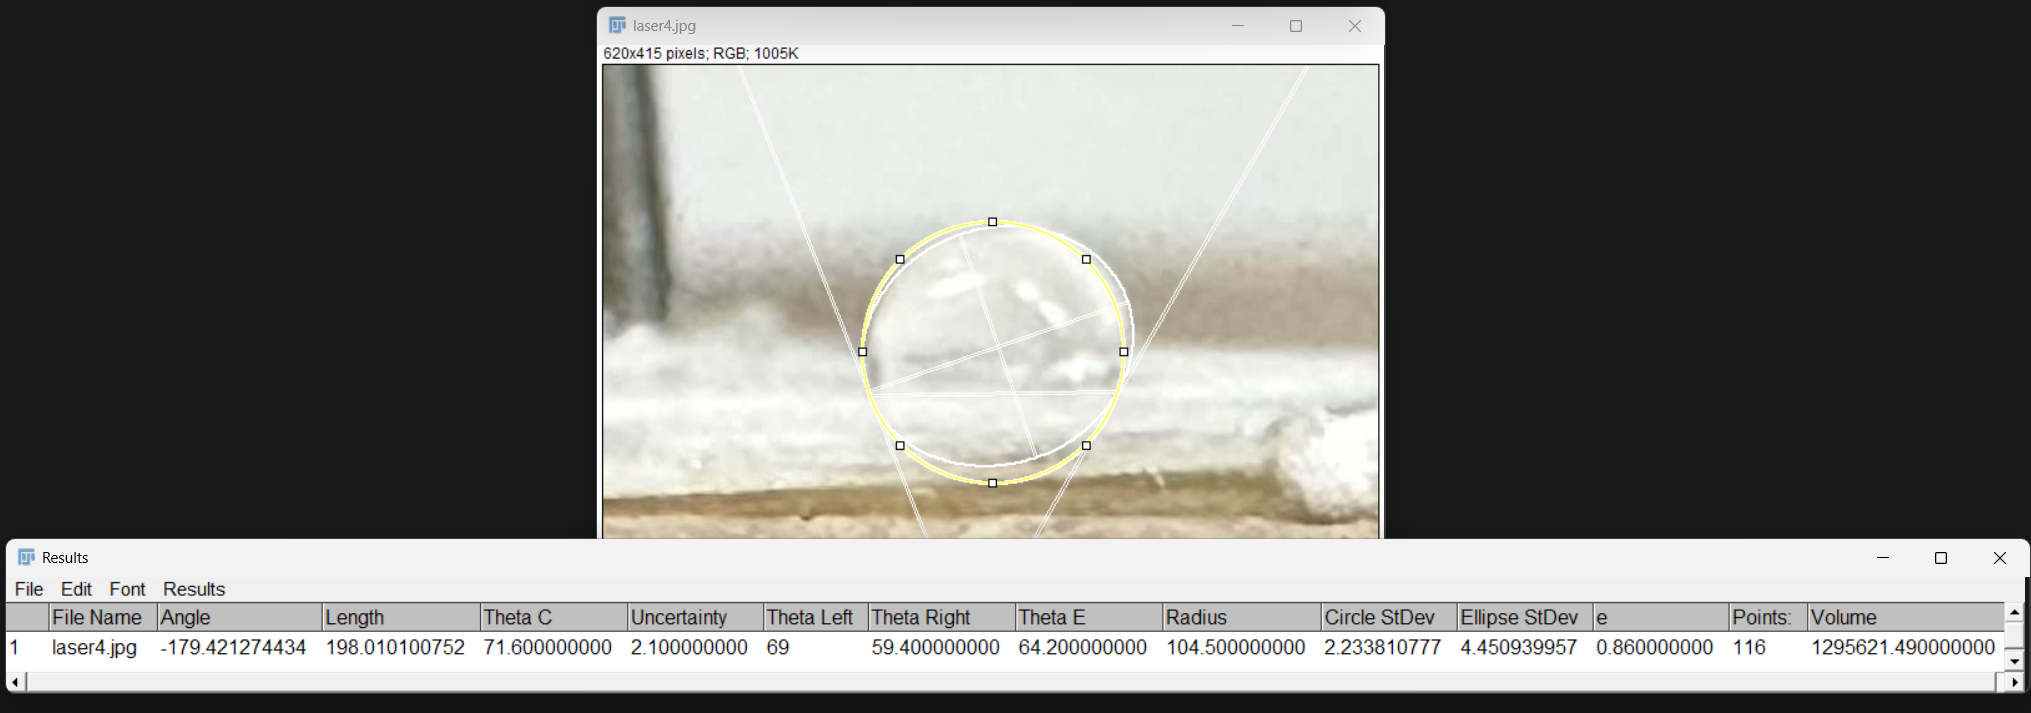 laser4.jpg
620x415 pixels; RGB; 1005K
Results
File Edit Font Results
File Name Angle Length Theta C Uncertainty Theta Left Theta Right Theta E Radius Circle StDev Ellipse StDev e Points: Volume
1 laser4.jpg -179.421274434 198.010100752 71.600000000 2.100000000 69 59.400000000 64.200000000 104.500000000 2.233810777 4.450939957 0.860000000 116 1295621.490000000